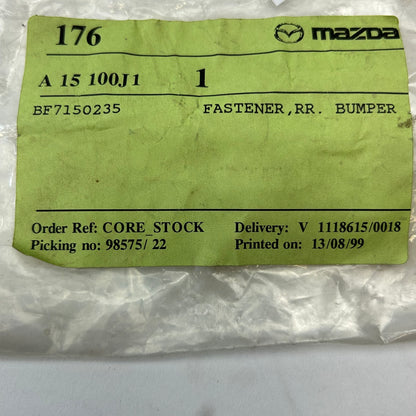 176 mazda
A 15 100J1 1
BF7150235 FASTENER,RR. BUMPER
Order Ref: CORE_STOCK Delivery: V 1118615/0018
Picking no: 98575/ 22 Printed on: 13/08/99